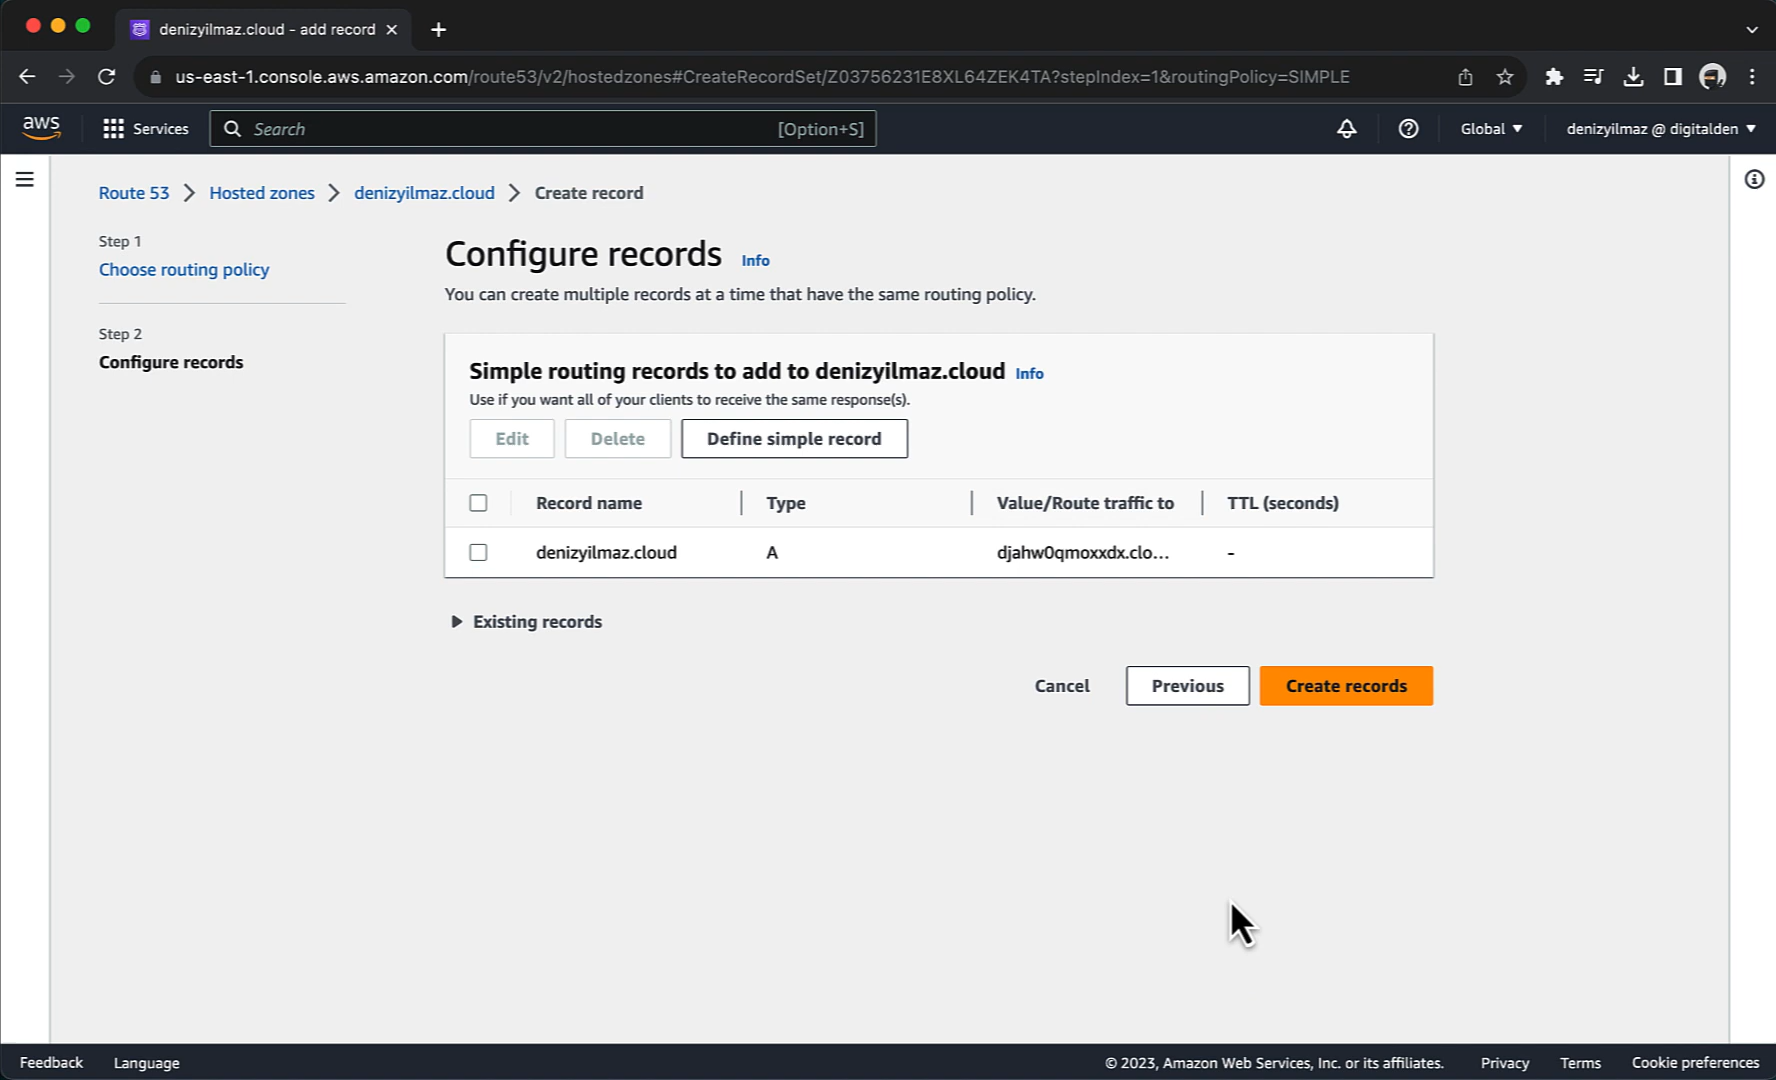 denizyilmaz.cloud - add record
us-east-1.console.aws.amazon.com/route53/v2/hostedzones#CreateRecordSet/Z03756231E8XL64ZEK4TA?stepIndex=1&routingPolicy=SIMPLE
aws Services Search [Option+S] Global denizyilmaz @ digitalden
Route 53 > Hosted zones > denizyilmaz.cloud > Create record
Step 1
Choose routing policy
Step 2
Configure records
Configure records Info
You can create multiple records at a time that have the same routing policy.
Simple routing records to add to denizyilmaz.cloud Info
Use if you want all of your clients to receive the same response(s).
Edit Delete Define simple record
Record name Type Value/Route traffic to TTL (seconds)
denizyilmaz.cloud A djahw0qmoxxdx.clo... -
Existing records
Cancel Previous Create records
Feedback Language © 2023, Amazon Web Services, Inc. or its affiliates. Privacy Terms Cookie preferences